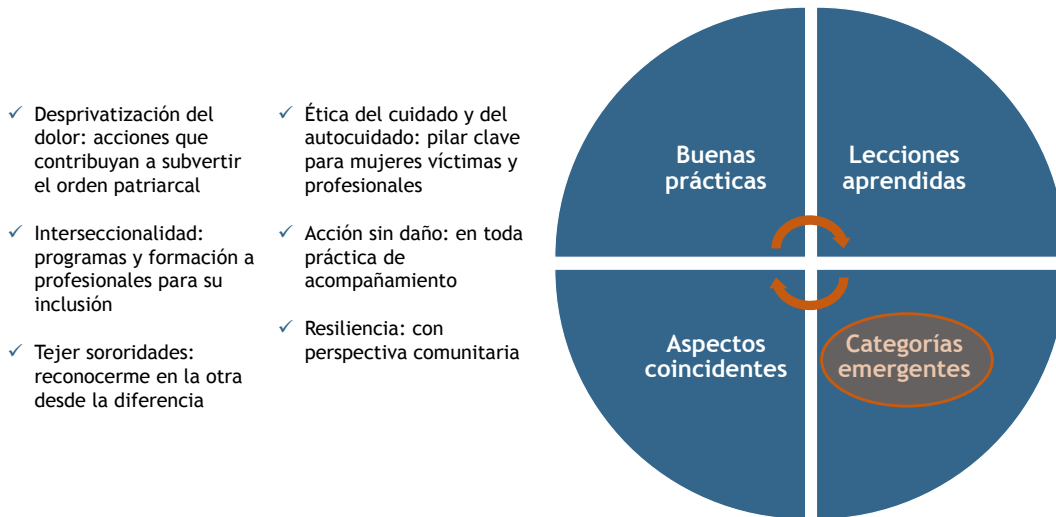 ✓ Desprivatización del
dolor: acciones que
contribuyan a subvertir
el orden patriarcal
✓ Interseccionalidad:
programas y formación a
profesionales para su
inclusión
✓ Tejer sororidades:
reconocerme en la otra
desde la diferencia
✓ Ética del cuidado y del
autocuidado: pilar clave
para mujeres víctimas y
profesionales
✓ Acción sin daño: en toda
práctica de
acompañamiento
✓ Resiliencia: con
perspectiva comunitaria
Buenas
prácticas
Lecciones
aprendidas
Aspectos
coincidentes
Categorías
emergentes